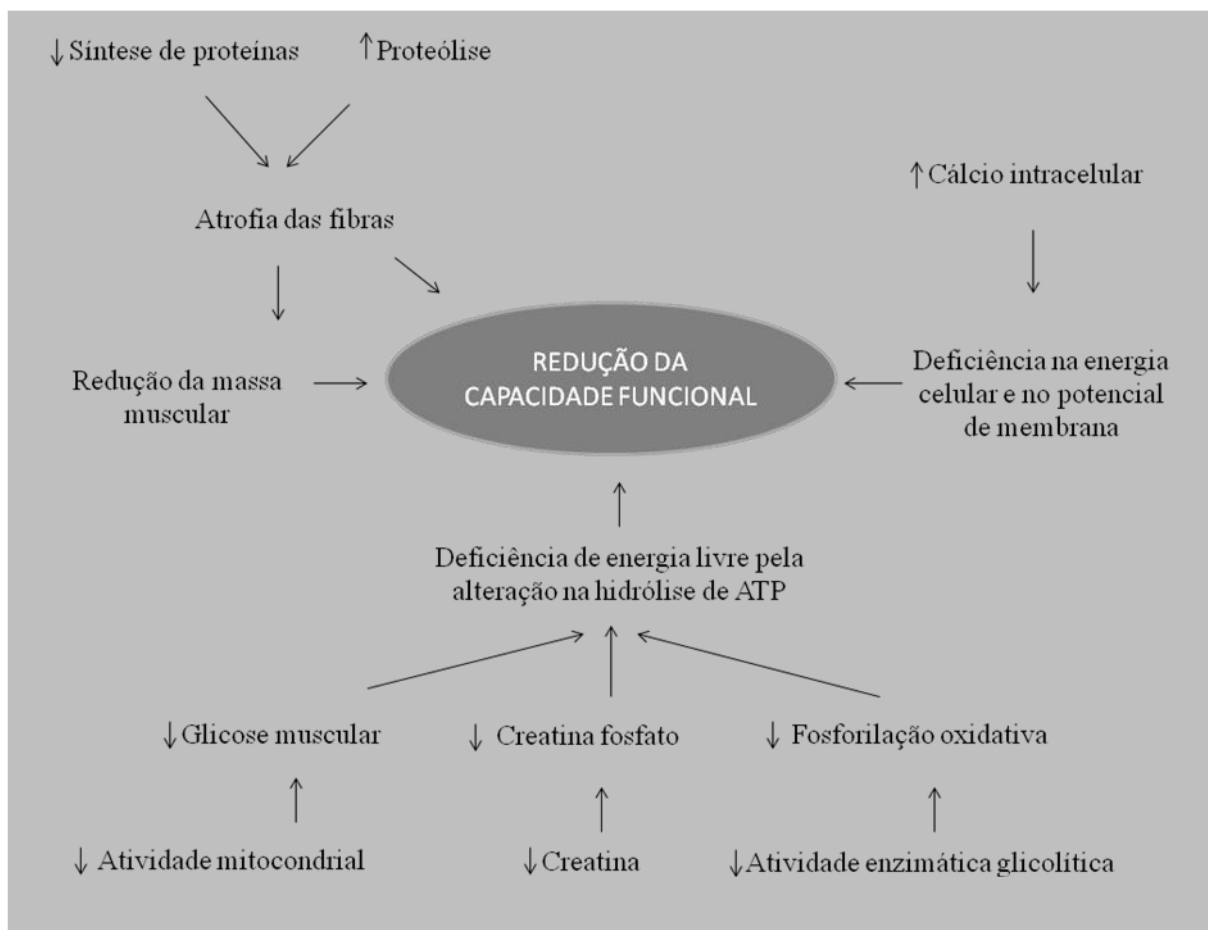 ↓ Síntese de proteínas
↑ Proteólise
↑ Cálcio intracelular
Atrofia das fibras
Redução da massa
muscular
REDUÇÃO DA
CAPACIDADE FUNCIONAL
Deficiência na energia
celular e no potencial
de membrana
Deficiência de energia livre pela
alteração na hidrólise de ATP
↓ Glicose muscular
↓ Creatina fosfato
↓ Fosforilação oxidativa
↓ Atividade mitocondrial
↓ Creatina
↓ Atividade enzimática glicolítica